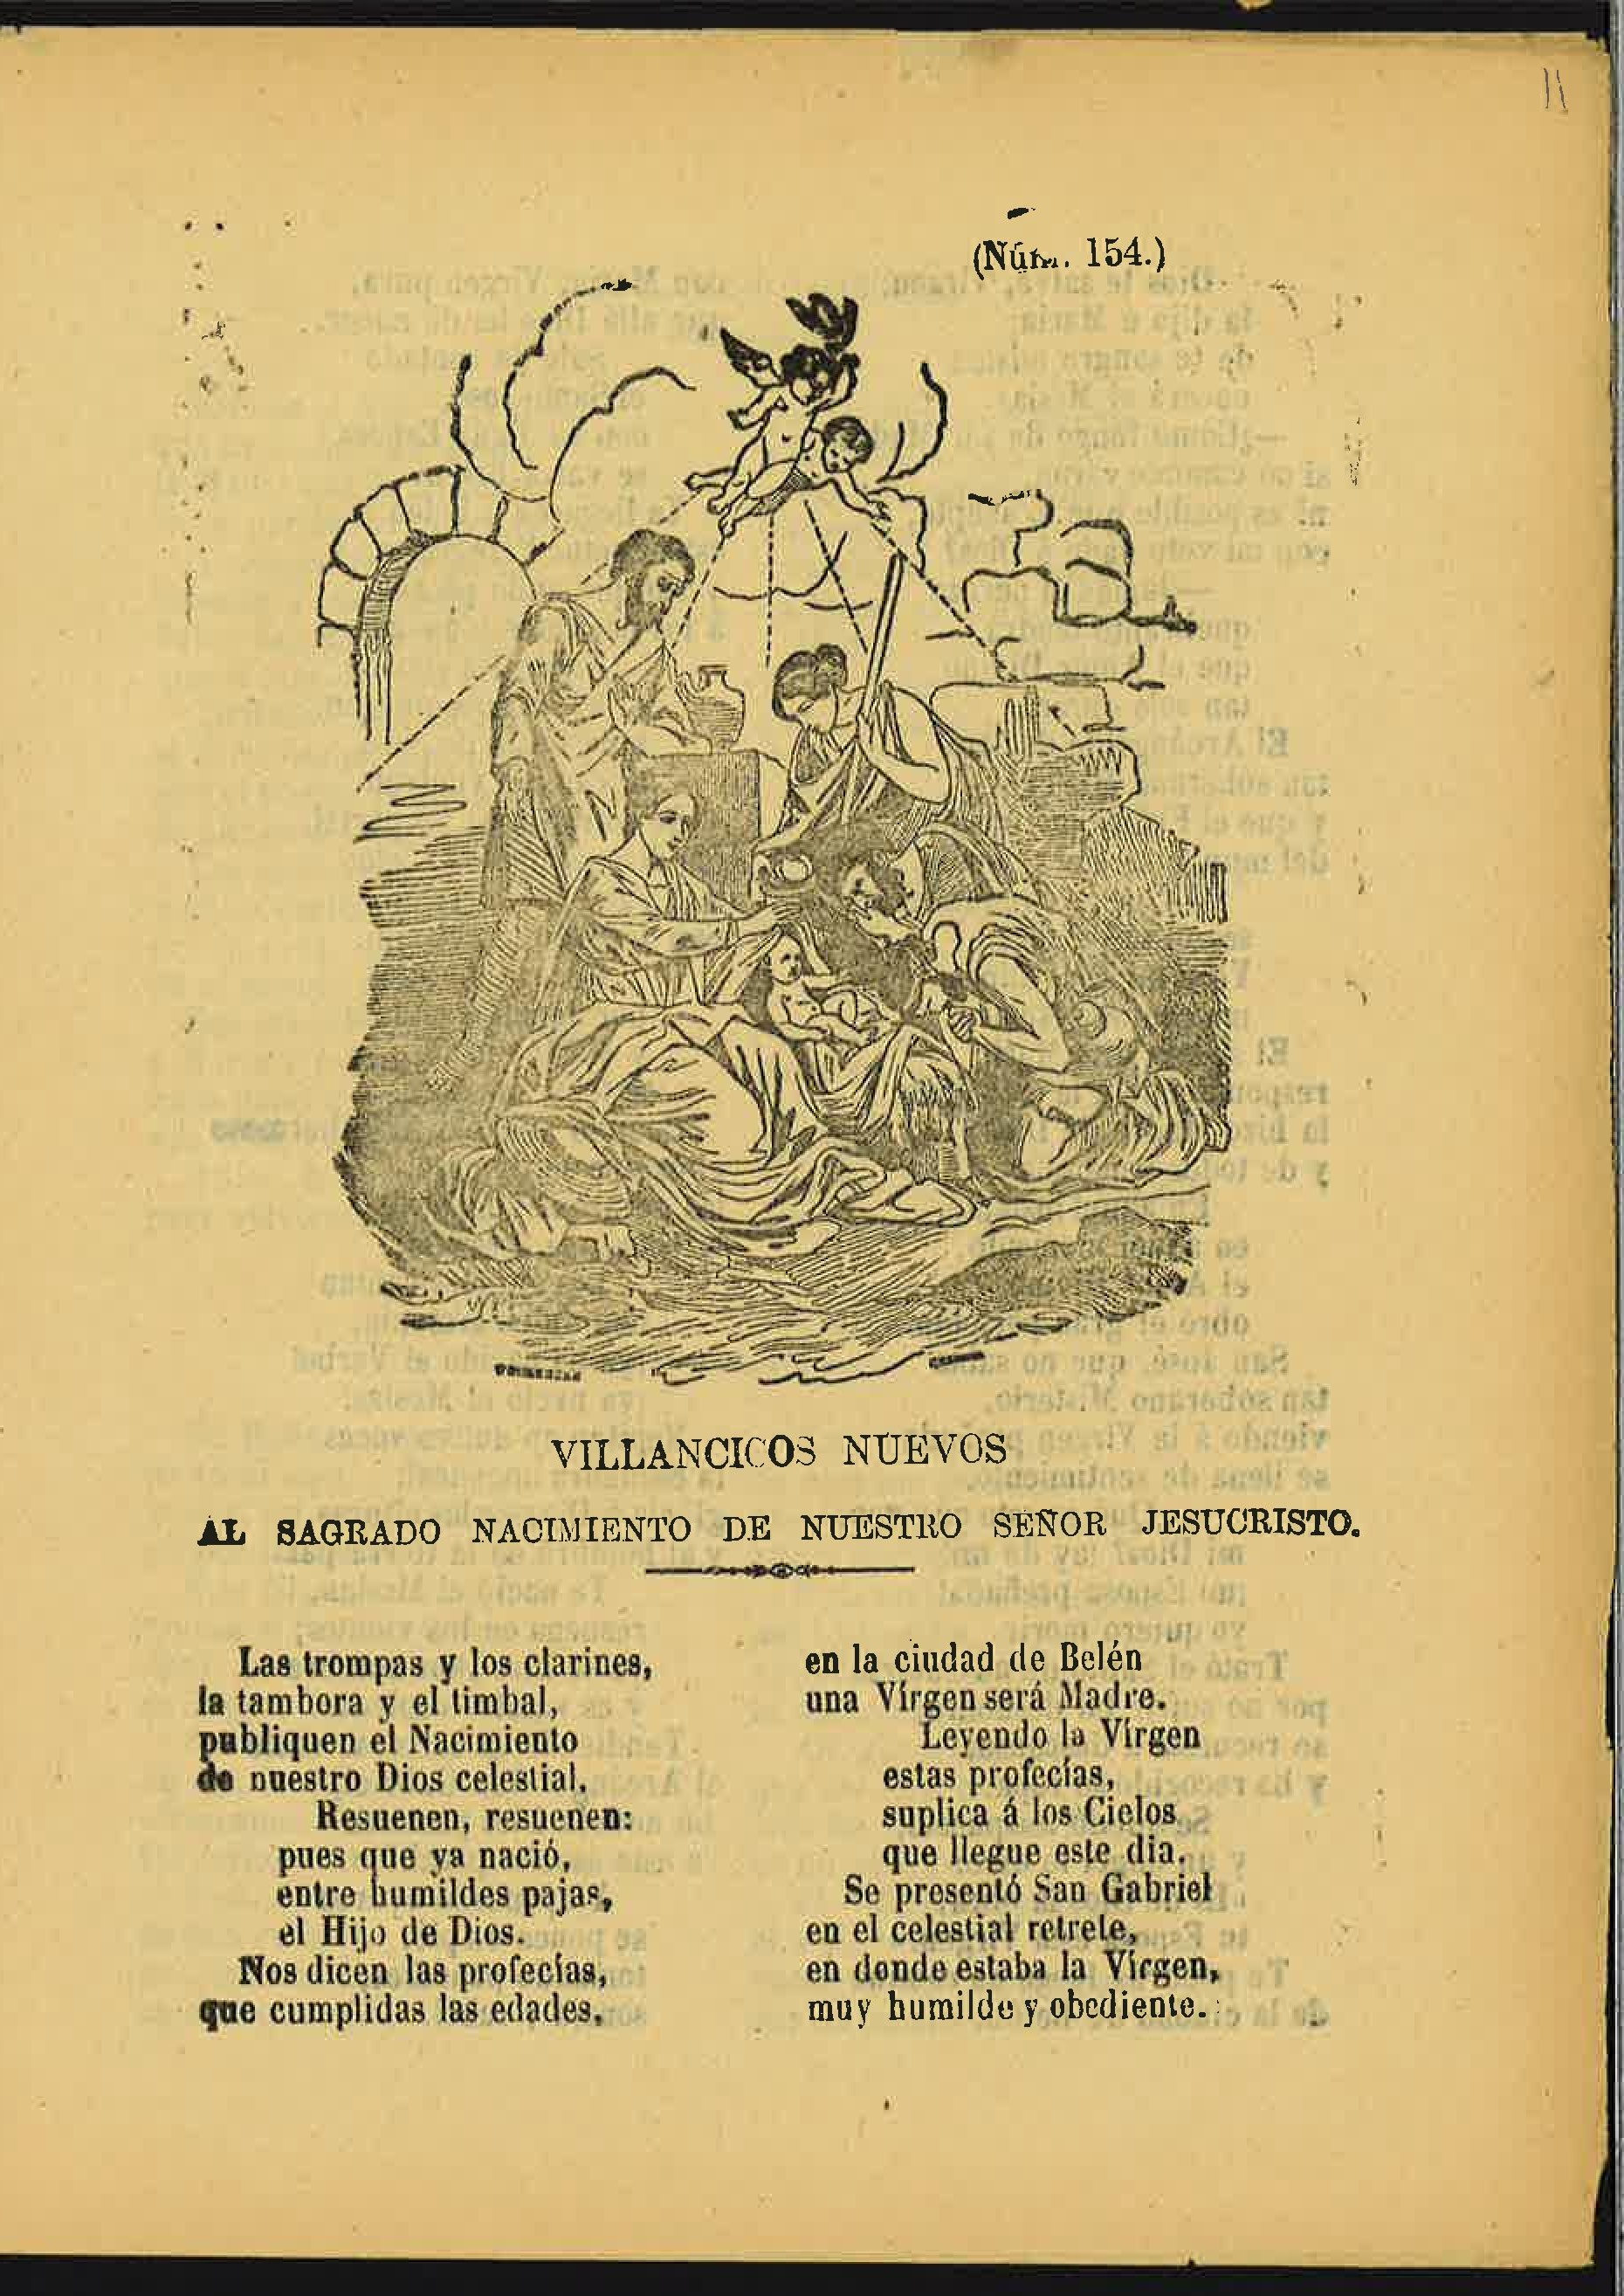 11
(Núm. 154.)
VILLANCICOS NUEVOS
AL SAGRADO NACIMIENTO DE NUESTRO SEÑOR JESUCRISTO.
Las trompas y los clarines,
la tambora y el timbal,
publiquen el Nacimiento
de nuestro Dios celestial.
Resuenen, resuenen:
pues que ya nació,
entre humildes pajas,
el Hijo de Dios.
Nos dicen las profecías,
que cumplidas las edades,
en la ciudad de Belén
una Vírgen será Madre.
Leyendo la Vírgen
estas profecías,
suplica á los Cielos
que llegue este dia.
Se presentó San Gabriel
en el celestial retrete,
en donde estaba la Vírgen,
muy humilde y obediente.